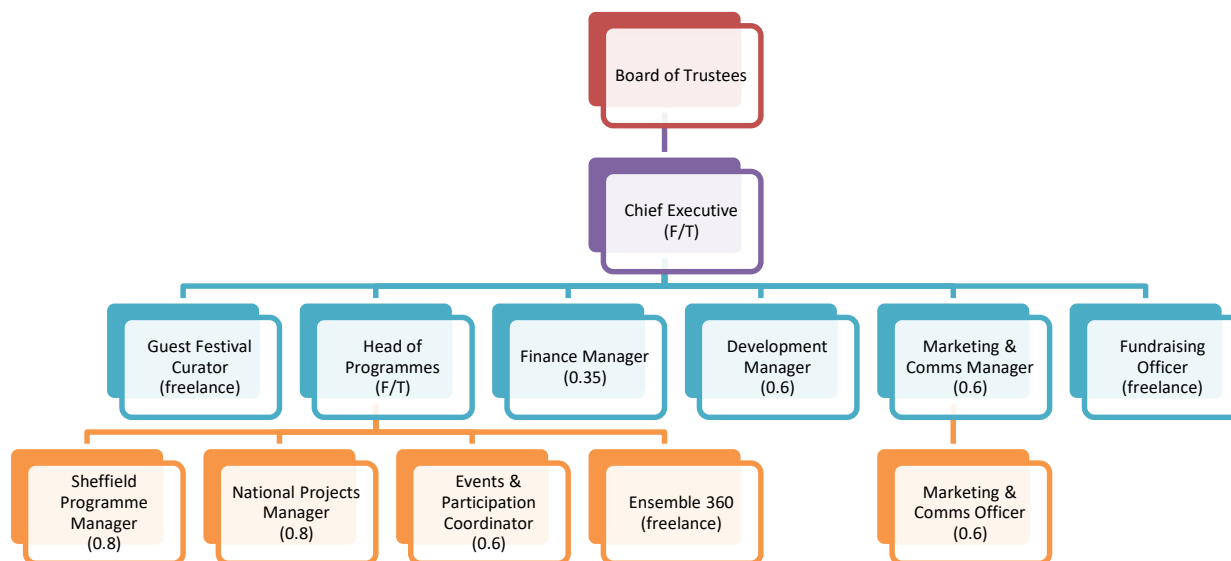 Board of Trustees
Chief Executive
(F/T)
Guest Festival
Curator
(freelance)
Head of
Programmes
(F/T)
Finance Manager
(0.35)
Development
Manager
(0.6)
Marketing &
Comms Manager
(0.6)
Fundraising
Officer
(freelance)
Sheffield
Programme
Manager
(0.8)
National Projects
Manager
(0.8)
Events &
Participation
Coordinator
(0.6)
Ensemble 360
(freelance)
Marketing &
Comms Officer
(0.6)